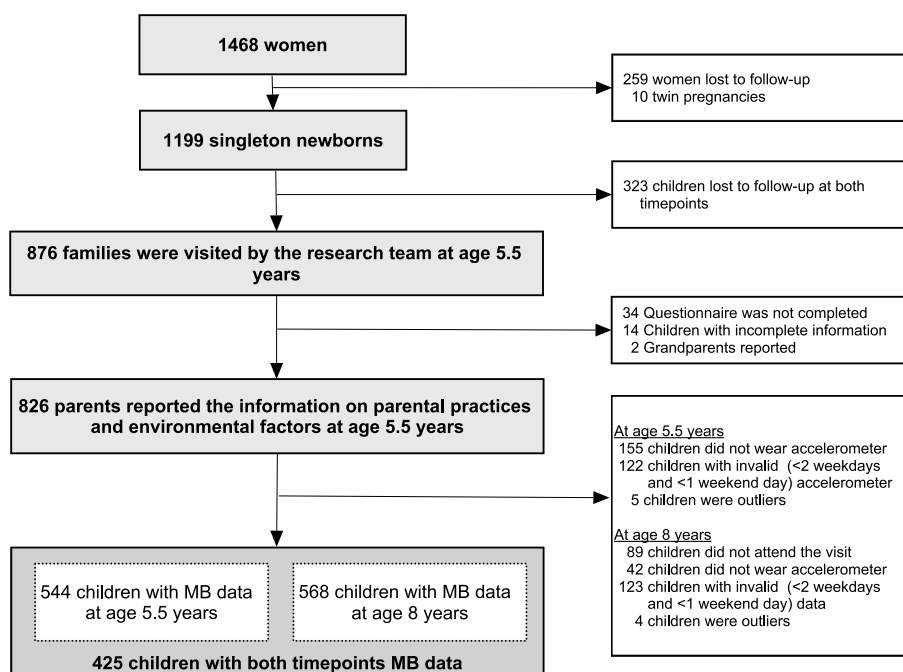 1468 women
259 women lost to follow-up
10 twin pregnancies
1199 singleton newborns
323 children lost to follow-up at both
timepoints
876 families were visited by the research team at age 5.5
years
34 Questionnaire was not completed
14 Children with incomplete information
2 Grandparents reported
826 parents reported the information on parental practices
and environmental factors at age 5.5 years
At age 5.5 years
155 children did not wear accelerometer
122 children with invalid (<2 weekdays
and <1 weekend day) accelerometer
5 children were outliers
At age 8 years
89 children did not attend the visit
42 children did not wear accelerometer
123 children with invalid (<2 weekdays
and <1 weekend day) data
4 children were outliers
544 children with MB data
at age 5.5 years
568 children with MB data
at age 8 years
425 children with both timepoints MB data